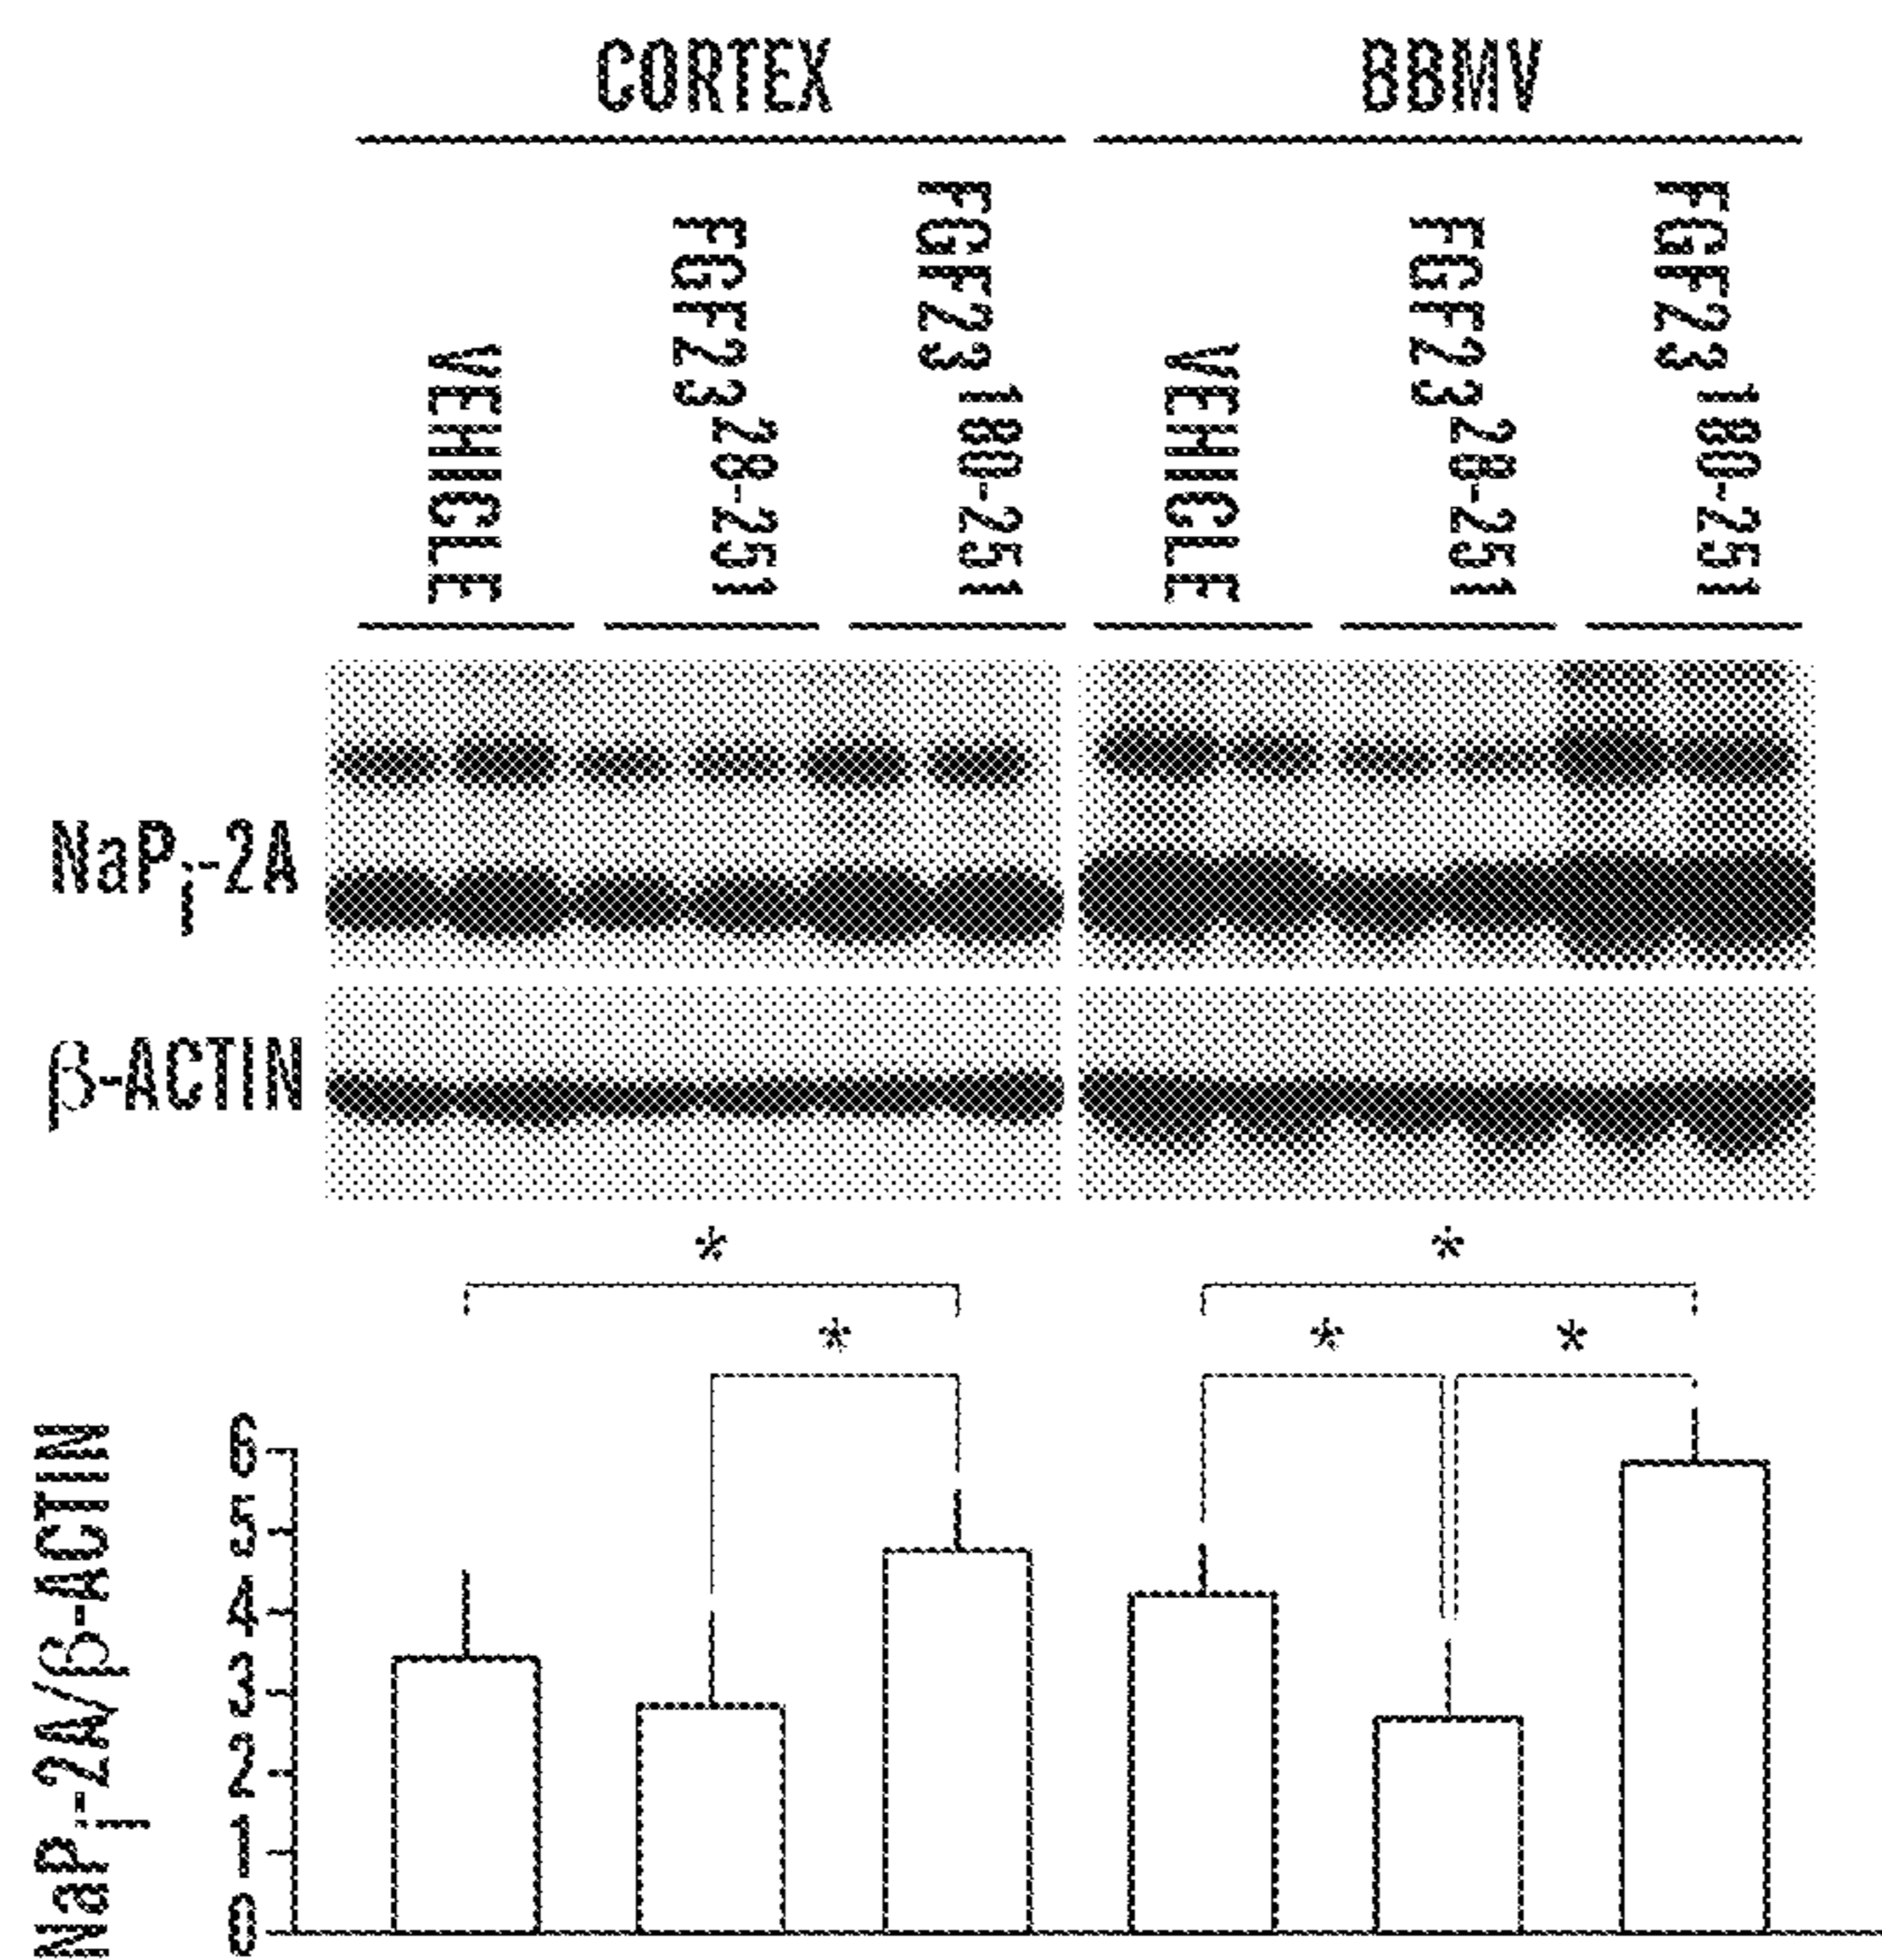 CORTEX BBMV
VEHICLE FGF23 28-251 FGF23 180-251 VEHICLE FGF23 28-251 FGF23 180-251
NaPi-2A
β-ACTIN
* *
* * *
NaPi-2A/β-ACTIN
6
5
4
3
2
1
0